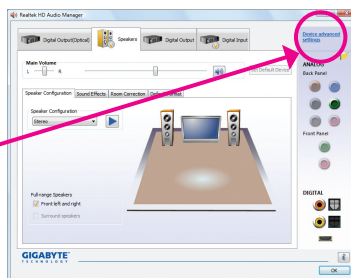 Realtek HD Audio Manager
Digital Output(Optical)
Speakers
Digital Output
Digital Input
Device advanced
settings
Main Volume
L
R
Set Default Device
ANALOG
Back Panel
Speaker Configuration
Sound Effects
Room Correction
Default Format
Speaker Configuration
Stereo
Front Panel
Full-range Speakers
Front left and right
Surround speakers
DIGITAL
GIGABYTE
TECHNOLOGY
OK